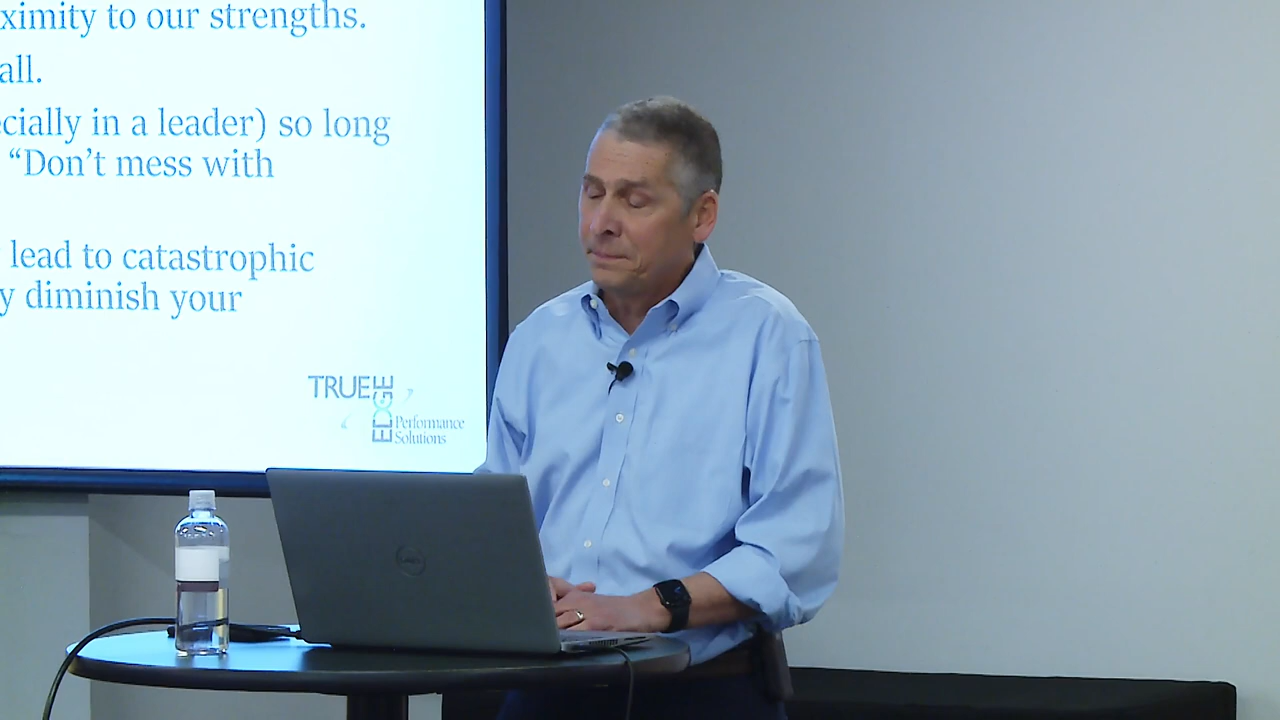 ximity to our strengths.
all.
cially in a leader) so long
“Don’t mess with
lead to catastrophic
y diminish your
TRUE
EDGE
Performance
Solutions
DELL